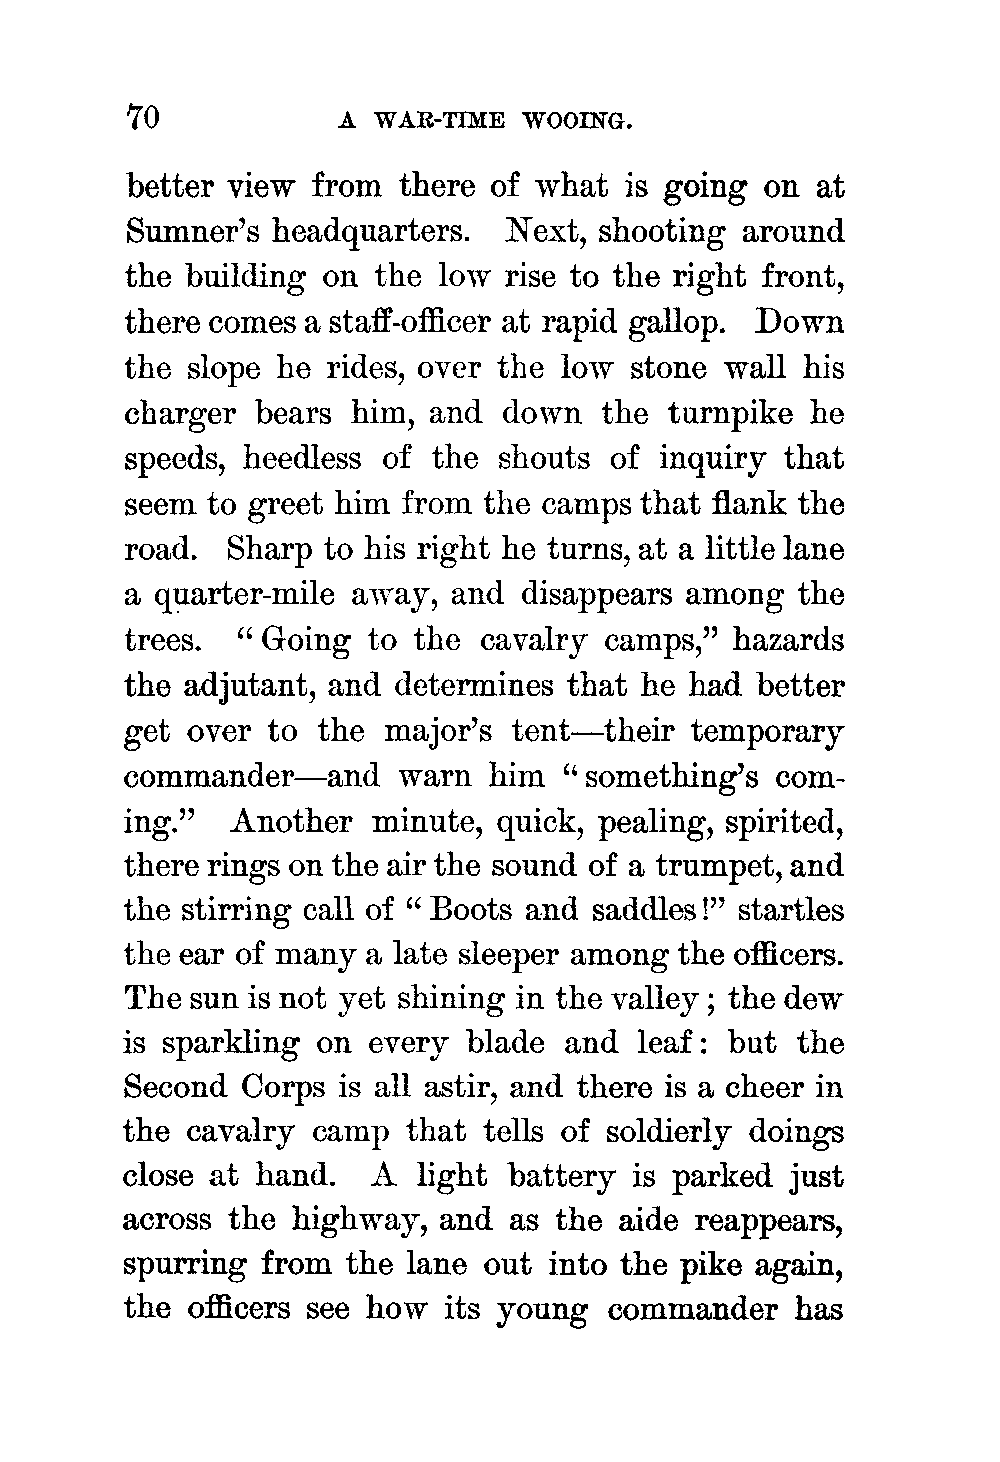 70 A WAR-TIME WOOING.
better view from there of what is going on at
Sumner's headquarters. Next, shooting around
the building on the low rise to the right front,
there comes a staff-officer at rapid gallop. Down
the slope he rides, over the low stone wall his
charger bears him, and down the turnpike he
speeds, heedless of the shouts of inquiry that
seem to greet him from the camps that flank the
road. Sharp to his right he turns, at a little lane
a quarter-mile away, and disappears among the
trees. "Going to the cavalry camps," hazards
the adjutant, and determines that he had better
get over to the major's tent—their temporary
commander—and warn him "something's com-
ing." Another minute, quick, pealing, spirited,
there rings on the air the sound of a trumpet, and
the stirring call of "Boots and saddles!" startles
the ear of many a late sleeper among the officers.
The sun is not yet shining in the valley; the dew
is sparkling on every blade and leaf: but the
Second Corps is all astir, and there is a cheer in
the cavalry camp that tells of soldierly doings
close at hand. A light battery is parked just
across the highway, and as the aide reappears,
spurring from the lane out into the pike again,
the officers see how its young commander has